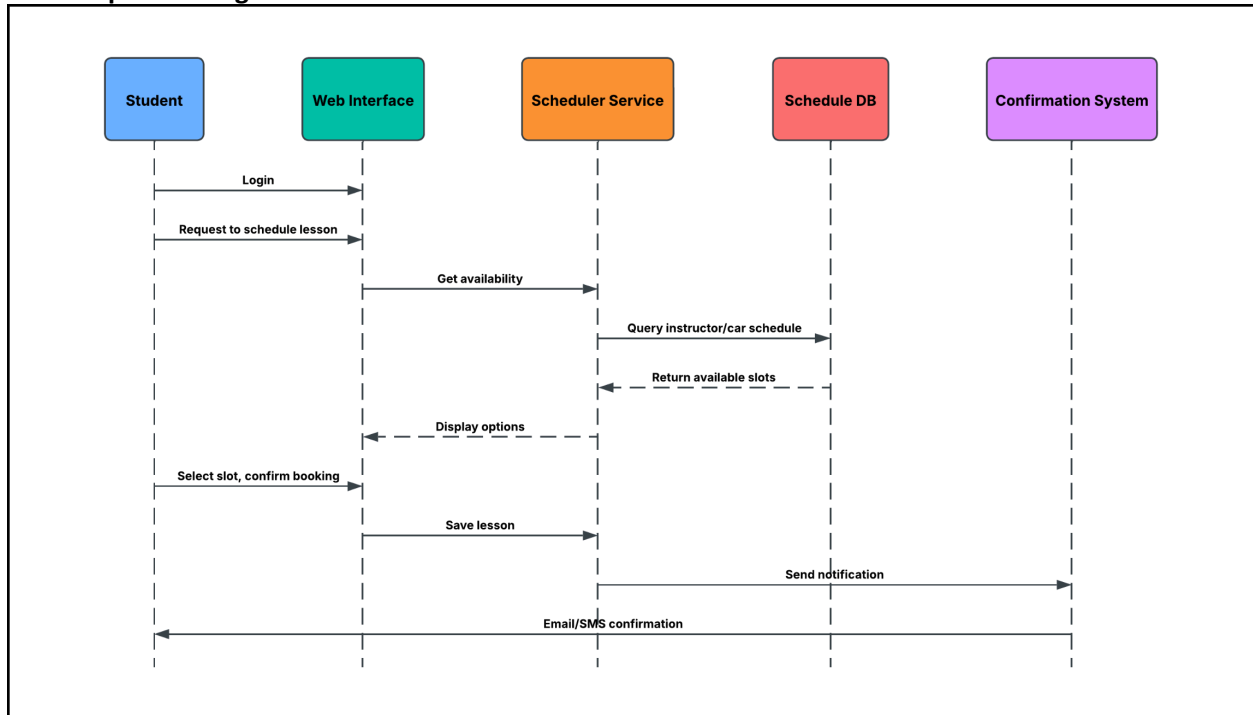 Student
Web Interface
Scheduler Service
Schedule DB
Confirmation System
Login
Request to schedule lesson
Get availability
Query instructor/car schedule
Return available slots
Display options
Select slot, confirm booking
Save lesson
Send notification
Email/SMS confirmation